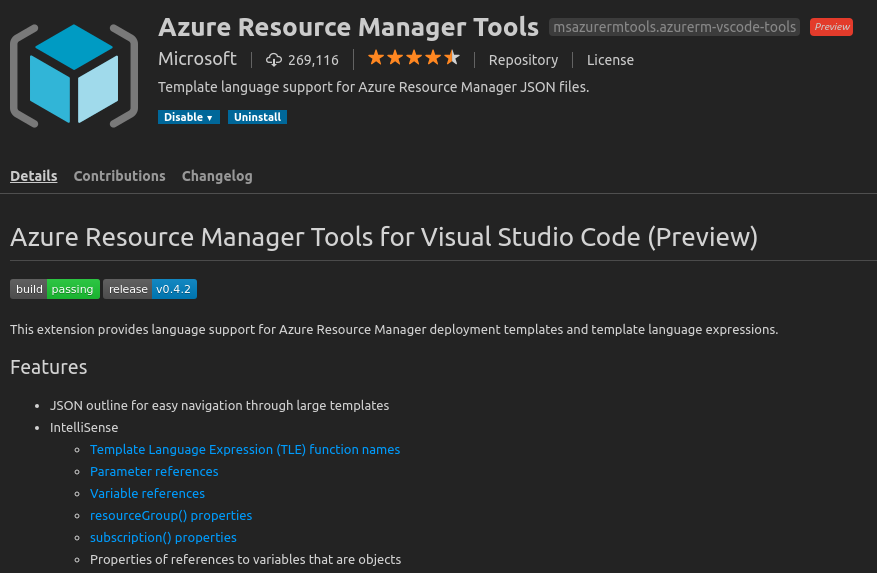 Azure Resource Manager Tools msazurermtools.azurerm-vscode-tools Preview
Microsoft 269,116 Repository License
Template language support for Azure Resource Manager JSON files.
Disable Uninstall
Details Contributions Changelog
Azure Resource Manager Tools for Visual Studio Code (Preview)
build passing release v0.4.2
This extension provides language support for Azure Resource Manager deployment templates and template language expressions.
Features
• JSON outline for easy navigation through large templates
• IntelliSense
◦ Template Language Expression (TLE) function names
◦ Parameter references
◦ Variable references
◦ resourceGroup() properties
◦ subscription() properties
◦ Properties of references to variables that are objects